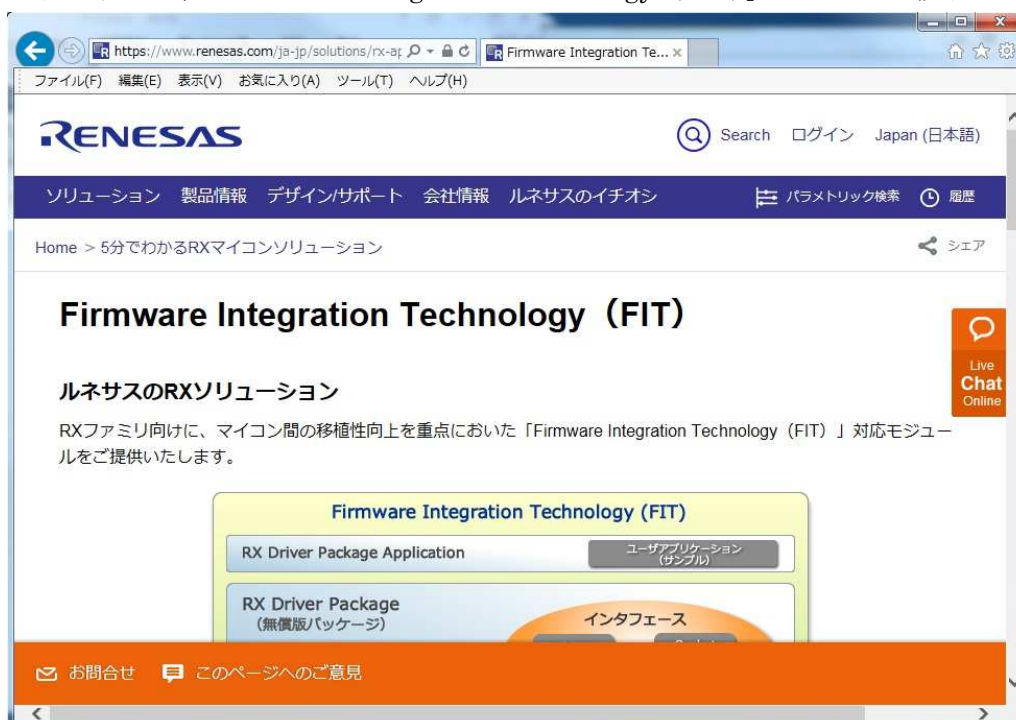 https://www.renesas.com/ja-jp/solutions/rx-ap
Firmware Integration Te...
ファイル(F) 編集(E) 表示(V) お気に入り(A) ツール(T) ヘルプ(H)
RENESAS
Search ログイン Japan (日本語)
ソリューション 製品情報 デザイン/サポート 会社情報 ルネサスのイチオシ パラメトリック検索 履歴
Home > 5分でわかるRXマイコンソリューション シェア
Firmware Integration Technology（FIT）
Live
Chat
Online
ルネサスのRXソリューション
RXファミリ向けに、マイコン間の移植性向上を重点においた「Firmware Integration Technology（FIT）」対応モジュー
ルをご提供いたします。
Firmware Integration Technology (FIT)
RX Driver Package Application
ユーザアプリケーション
(サンプル)
RX Driver Package
（無償版パッケージ）
インタフェース
お問合せ このページへのご意見